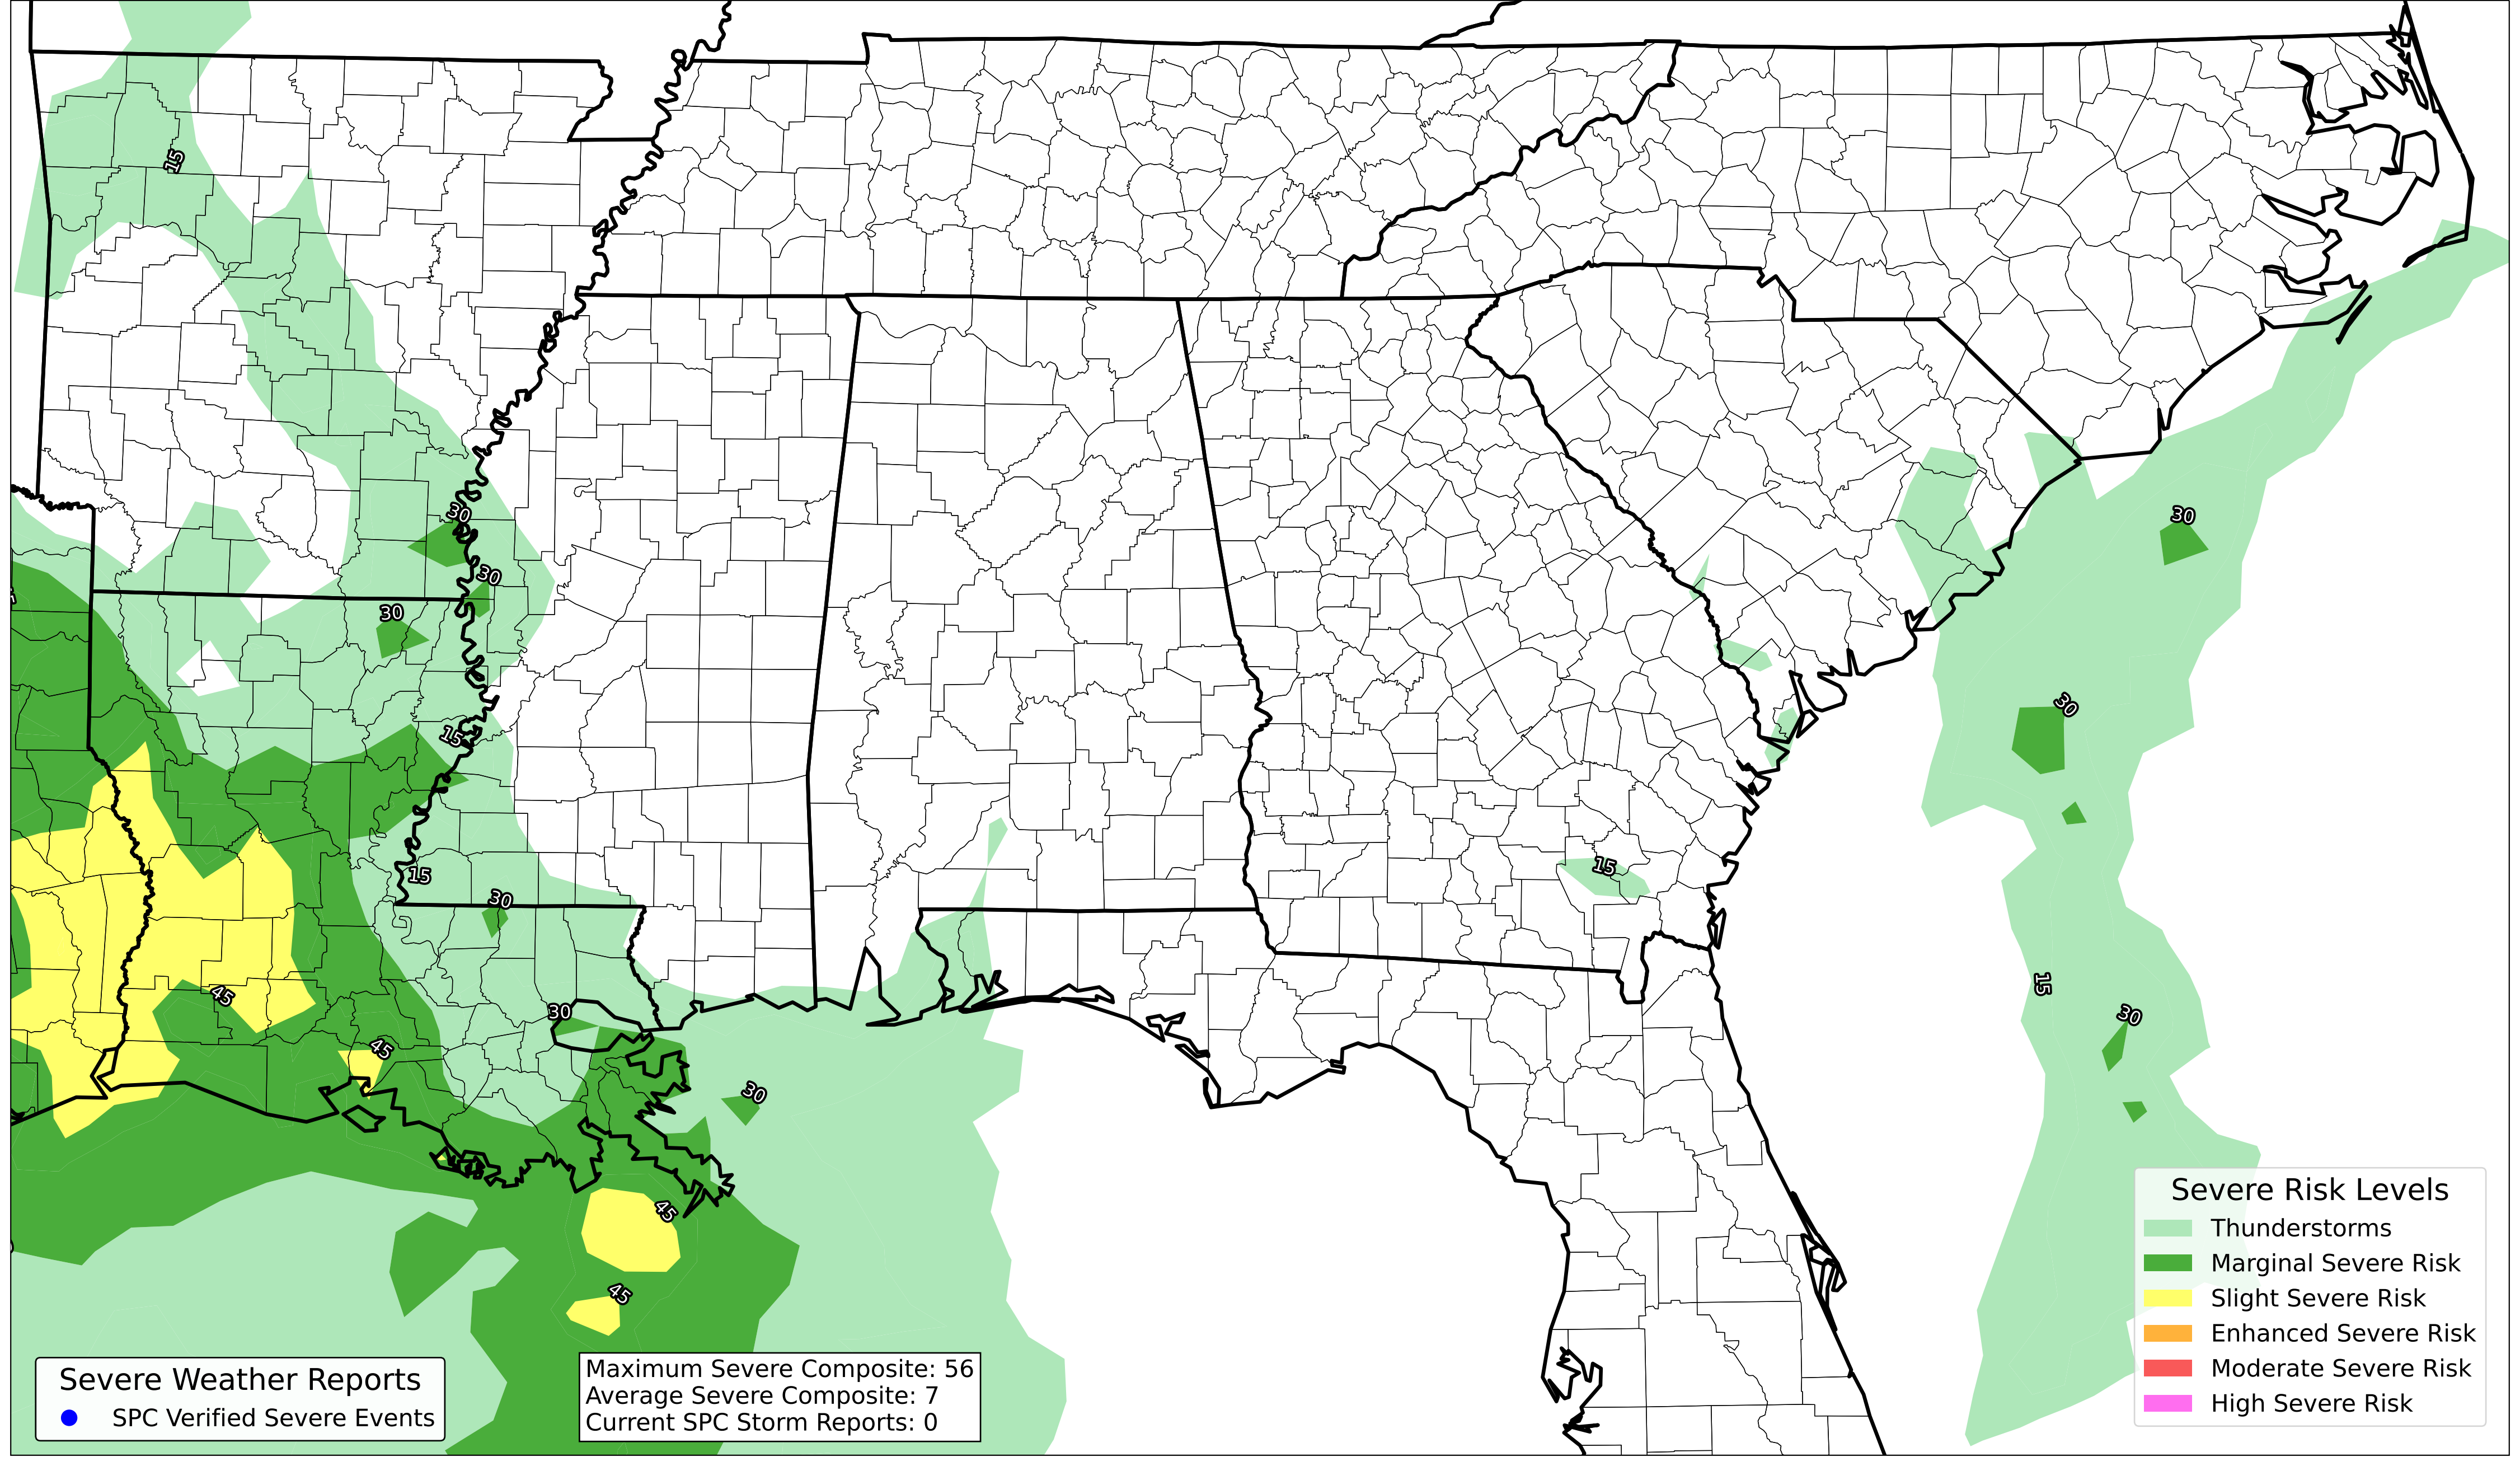 15
30
30
30
30
30
15
15
30
15
15
45
30
30
45
30
45
45
Severe Risk Levels
Thunderstorms
Marginal Severe Risk
Slight Severe Risk
Enhanced Severe Risk
Moderate Severe Risk
High Severe Risk
Severe Weather Reports
SPC Verified Severe Events
Maximum Severe Composite: 56
Average Severe Composite: 7
Current SPC Storm Reports: 0